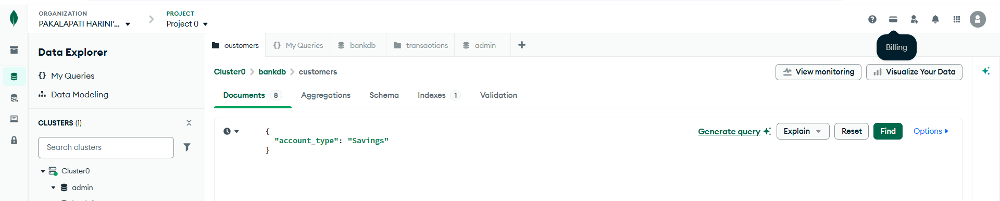 ORGANIZATION
PAKALAPATI HARINI'...
PROJECT
Project 0
Billing
Data Explorer
My Queries
Data Modeling
CLUSTERS (1)
Search clusters
Cluster0
admin
customers
My Queries
bankdb
transactions
admin
Cluster0 > bankdb > customers
View monitoring
Visualize Your Data
Documents 8
Aggregations
Schema
Indexes 1
Validation
{
"account_type": "Savings"
}
Generate query
Explain
Reset
Find
Options